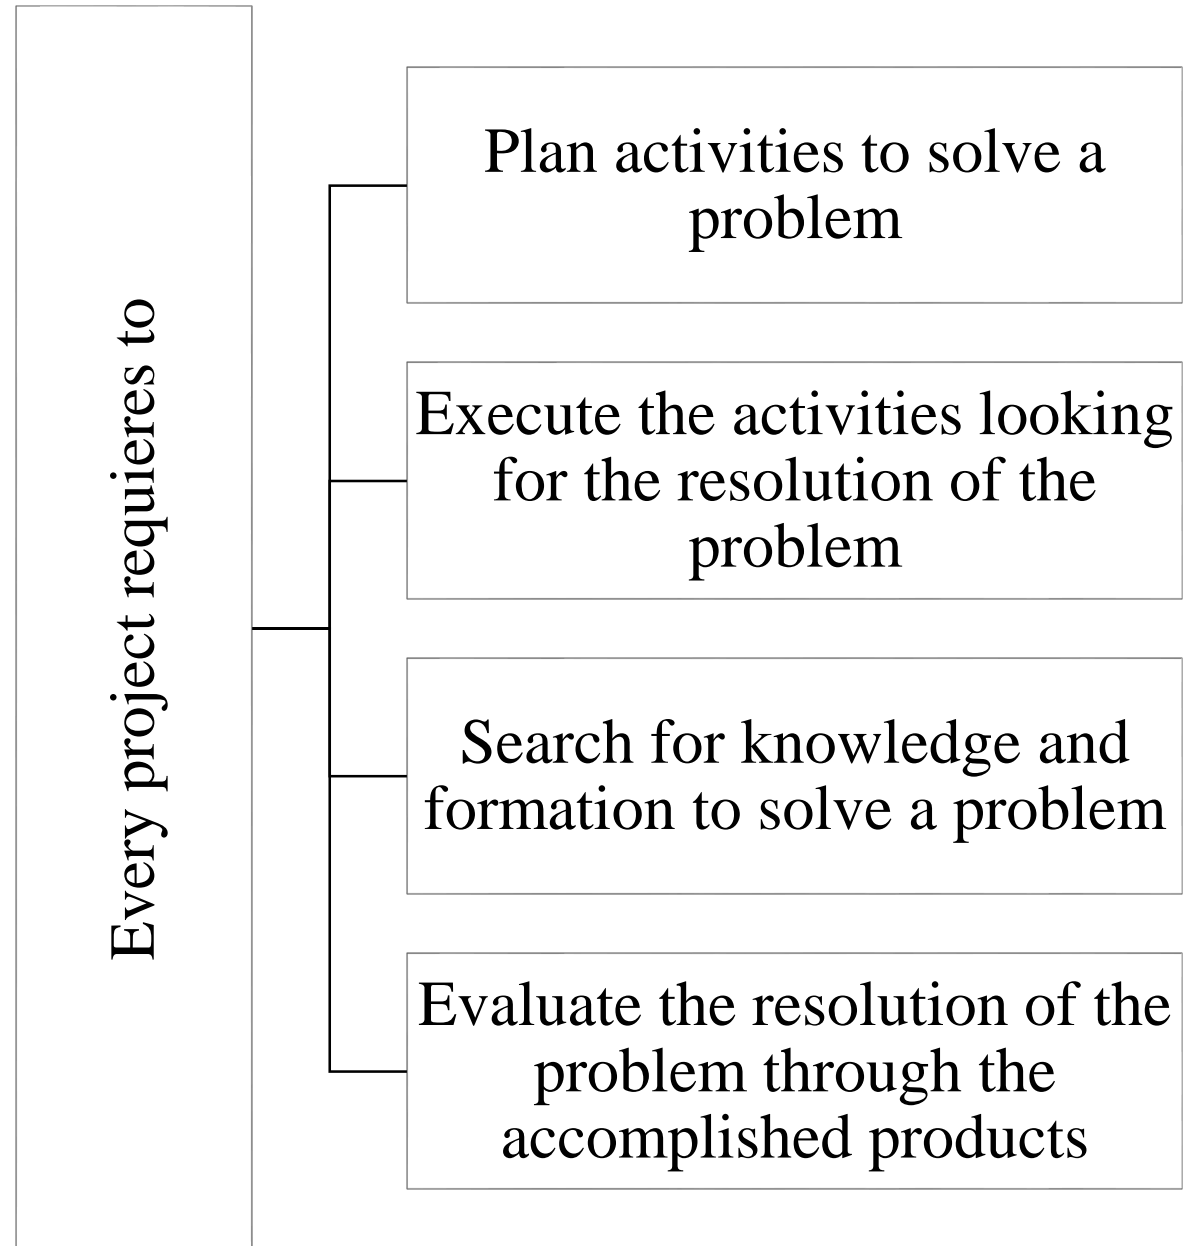 Every project requieres to
Plan activities to solve a
problem
Execute the activities looking
for the resolution of the
problem
Search for knowledge and
formation to solve a problem
Evaluate the resolution of the
problem through the
accomplished products